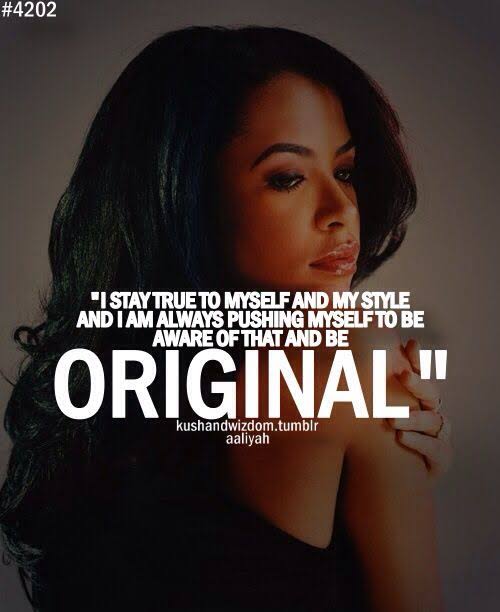 #4202
"I STAY TRUE TO MYSELF AND MY STYLE
AND I AM ALWAYS PUSHING MYSELF TO BE
AWARE OF THAT AND BE
ORIGINAL"
kushandwizdom.tumblr
aaliyah